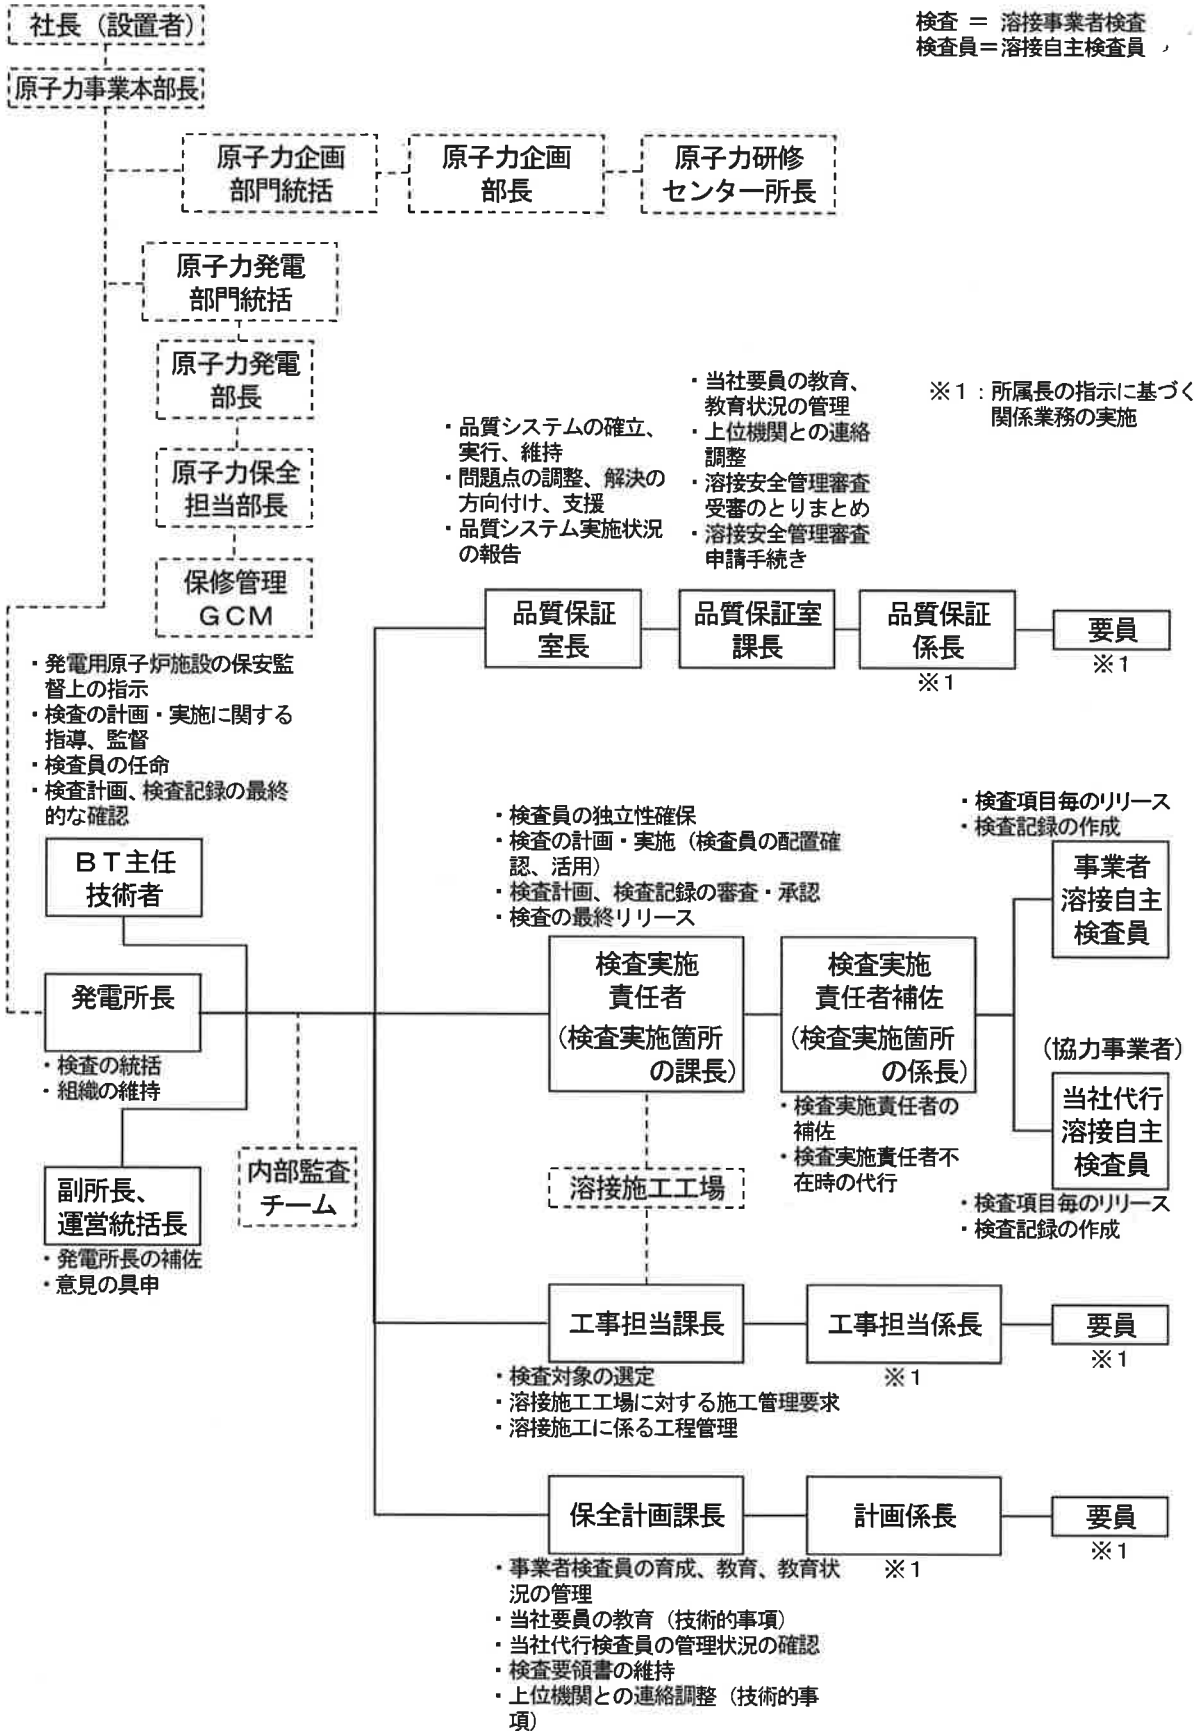 社長（設置者）
検査 ＝ 溶接事業者検査
検査員＝溶接自主検査員
原子力事業本部長
原子力企画
部門統括
原子力企画
部長
原子力研修
センター所長
原子力発電
部門統括
原子力発電
部長
原子力保全
担当部長
保修管理
ＧＣＭ
※１：所属長の指示に基づく
関係業務の実施
・品質システムの確立、
実行、維持
・問題点の調整、解決の
方向付け、支援
・品質システム実施状況
の報告
・当社要員の教育、
教育状況の管理
・上位機関との連絡
調整
・溶接安全管理審査
受審のとりまとめ
・溶接安全管理審査
申請手続き
品質保証
室長
品質保証室
課長
品質保証
係長
※１
要員
※１
・発電用原子炉施設の保安監
督上の指示
・検査の計画・実施に関する
指導、監督
・検査員の任命
・検査計画、検査記録の最終
的な確認
ＢＴ主任
技術者
発電所長
・検査の統括
・組織の維持
副所長、
運営統括長
・発電所長の補佐
・意見の具申
内部監査
チーム
・検査員の独立性確保
・検査の計画・実施（検査員の配置確
認、活用）
・検査計画、検査記録の審査・承認
・検査の最終リリース
検査実施
責任者
（検査実施箇所
の課長）
検査実施
責任者補佐
（検査実施箇所
の係長）
・検査実施責任者の
補佐
・検査実施責任者不
在時の代行
・検査項目毎のリリース
・検査記録の作成
事業者
溶接自主
検査員
（協力事業者）
当社代行
溶接自主
検査員
・検査項目毎のリリース
・検査記録の作成
溶接施工工場
工事担当課長
・検査対象の選定
・溶接施工工場に対する施工管理要求
・溶接施工に係る工程管理
工事担当係長
※１
要員
※１
保全計画課長
・事業者検査員の育成、教育、教育状
況の管理
・当社要員の教育（技術的事項）
・当社代行検査員の管理状況の確認
・検査要領書の維持
・上位機関との連絡調整（技術的事
項）
計画係長
※１
要員
※１